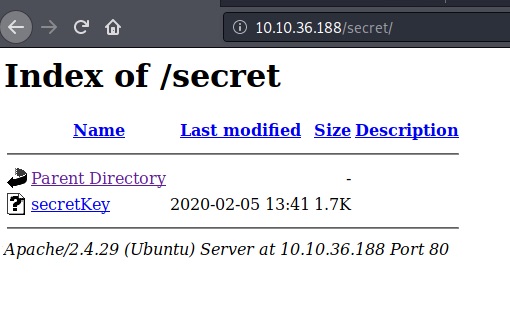 10.10.36.188/secret/
Index of /secret
Name Last modified Size Description
Parent Directory -
secretKey 2020-02-05 13:41 1.7K
Apache/2.4.29 (Ubuntu) Server at 10.10.36.188 Port 80